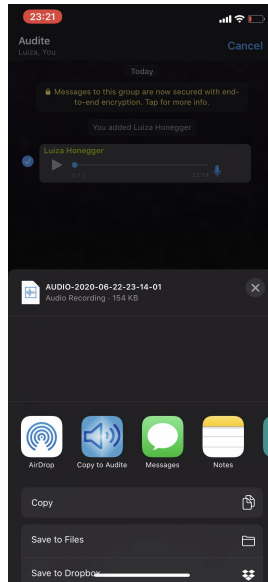 23:21
Audite
Cancel
Luiza, You
Today
Messages to this group are now secured with end-
to-end encryption. Tap for more info.
You added Luiza Honegger
Luiza Honegger
0:12
23:14
AUDIO-2020-06-22-23-14-01
Audio Recording · 154 KB
AirDrop
Copy to Audite
Messages
Notes
Copy
Save to Files
Save to Dropbox